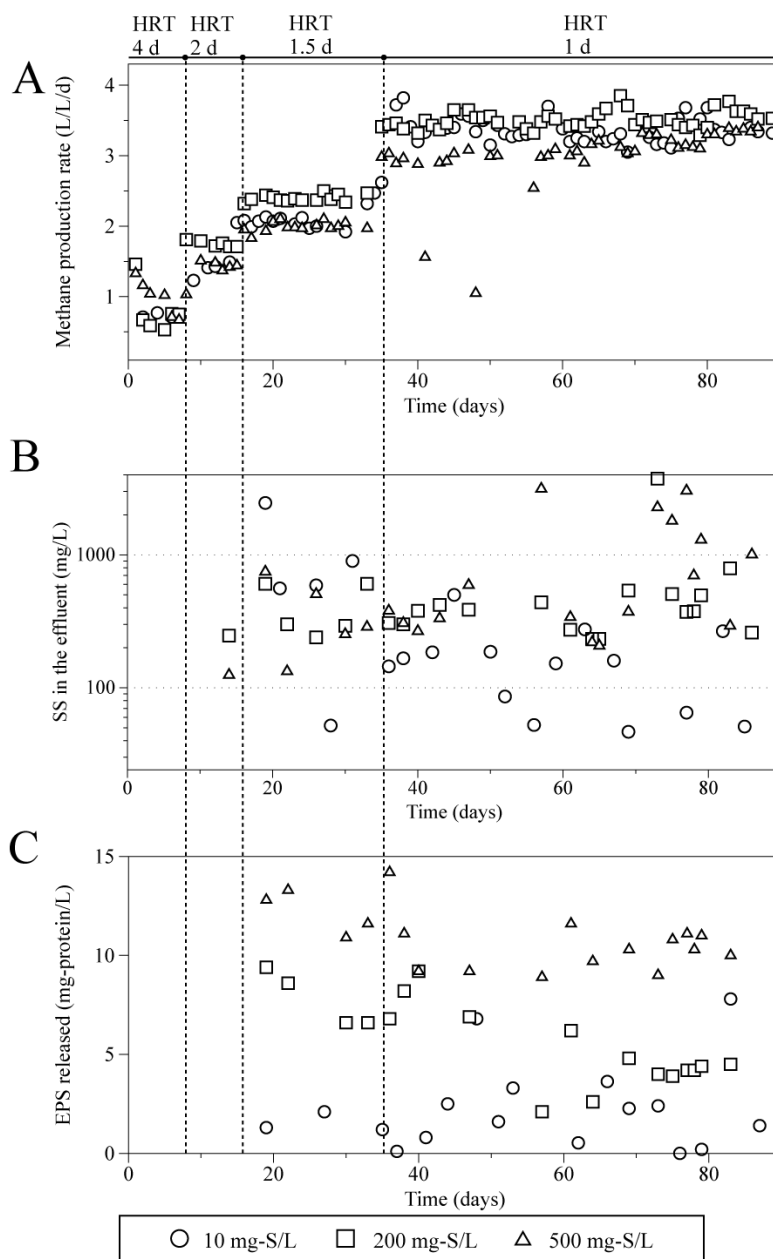 HRT HRT HRT HRT
4 d 2 d 1.5 d 1 d
A
Methane production rate (L/L/d)
4
3
2
1
0 20 40 60 80
Time (days)
B
SS in the effluent (mg/L)
1000
100
0 20 40 60 80
Time (days)
C
EPS released (mg-protein/L)
15
10
5
0
0 20 40 60 80
Time (days)
10 mg-S/L 200 mg-S/L 500 mg-S/L